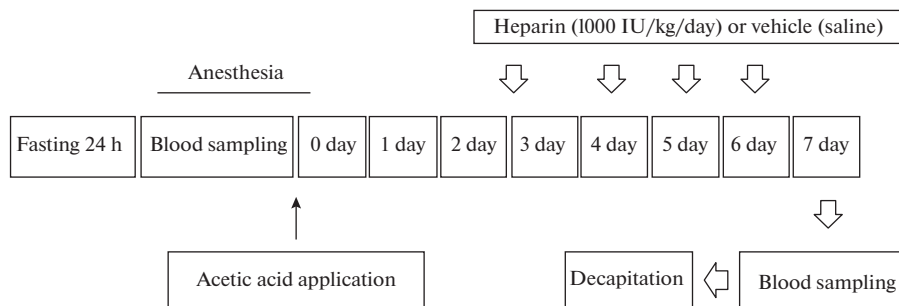 Heparin (1000 IU/kg/day) or vehicle (saline)
Anesthesia
Fasting 24 h
Blood sampling
0 day
1 day
2 day
3 day
4 day
5 day
6 day
7 day
Acetic acid application
Decapitation
Blood sampling